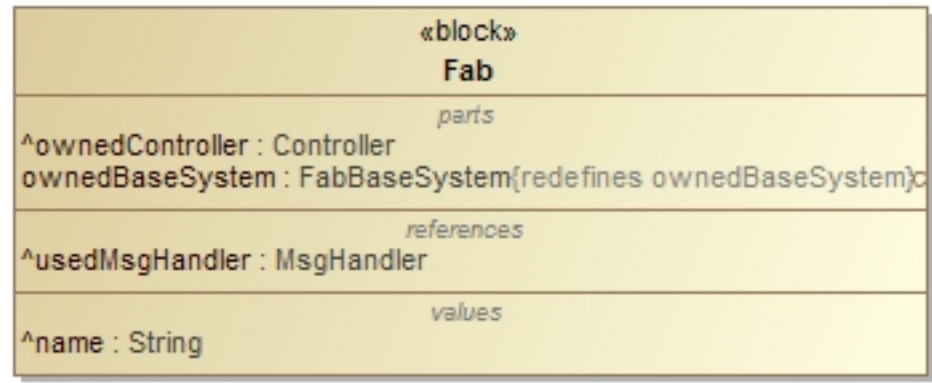 «block»
Fab
parts
^ownedController : Controller
ownedBaseSystem : FabBaseSystem{redefines ownedBaseSystem}
references
^usedMsgHandler : MsgHandler
values
^name : String